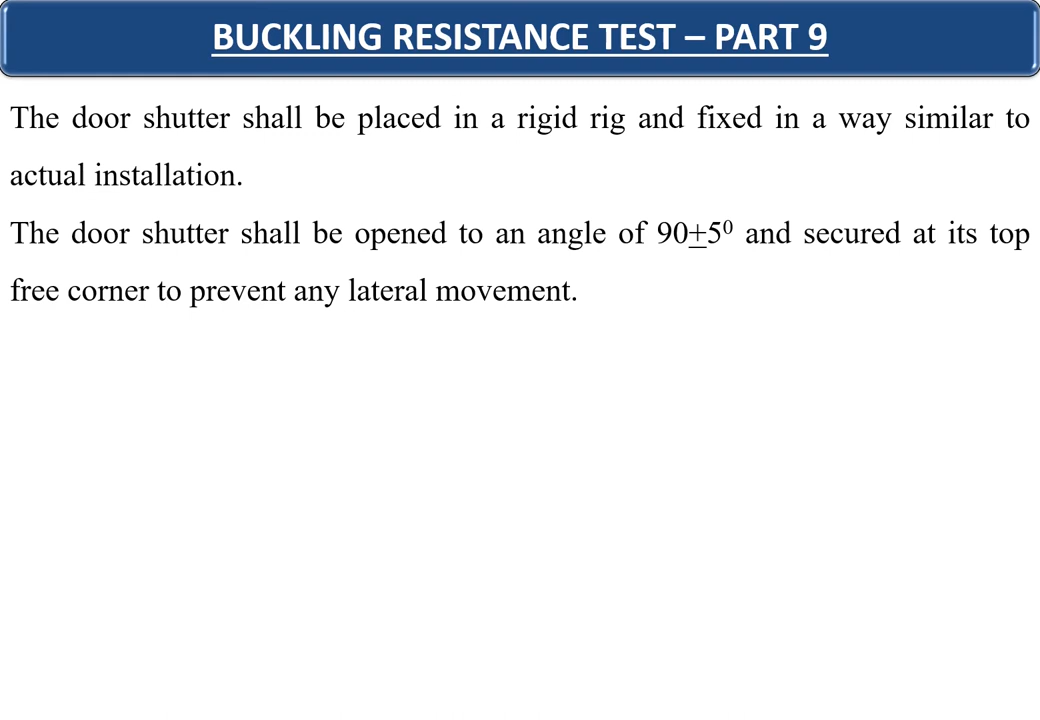 BUCKLING RESISTANCE TEST – PART 9
The door shutter shall be placed in a rigid rig and fixed in a way similar to
actual installation.
The door shutter shall be opened to an angle of 90±5⁰ and secured at its top
free corner to prevent any lateral movement.